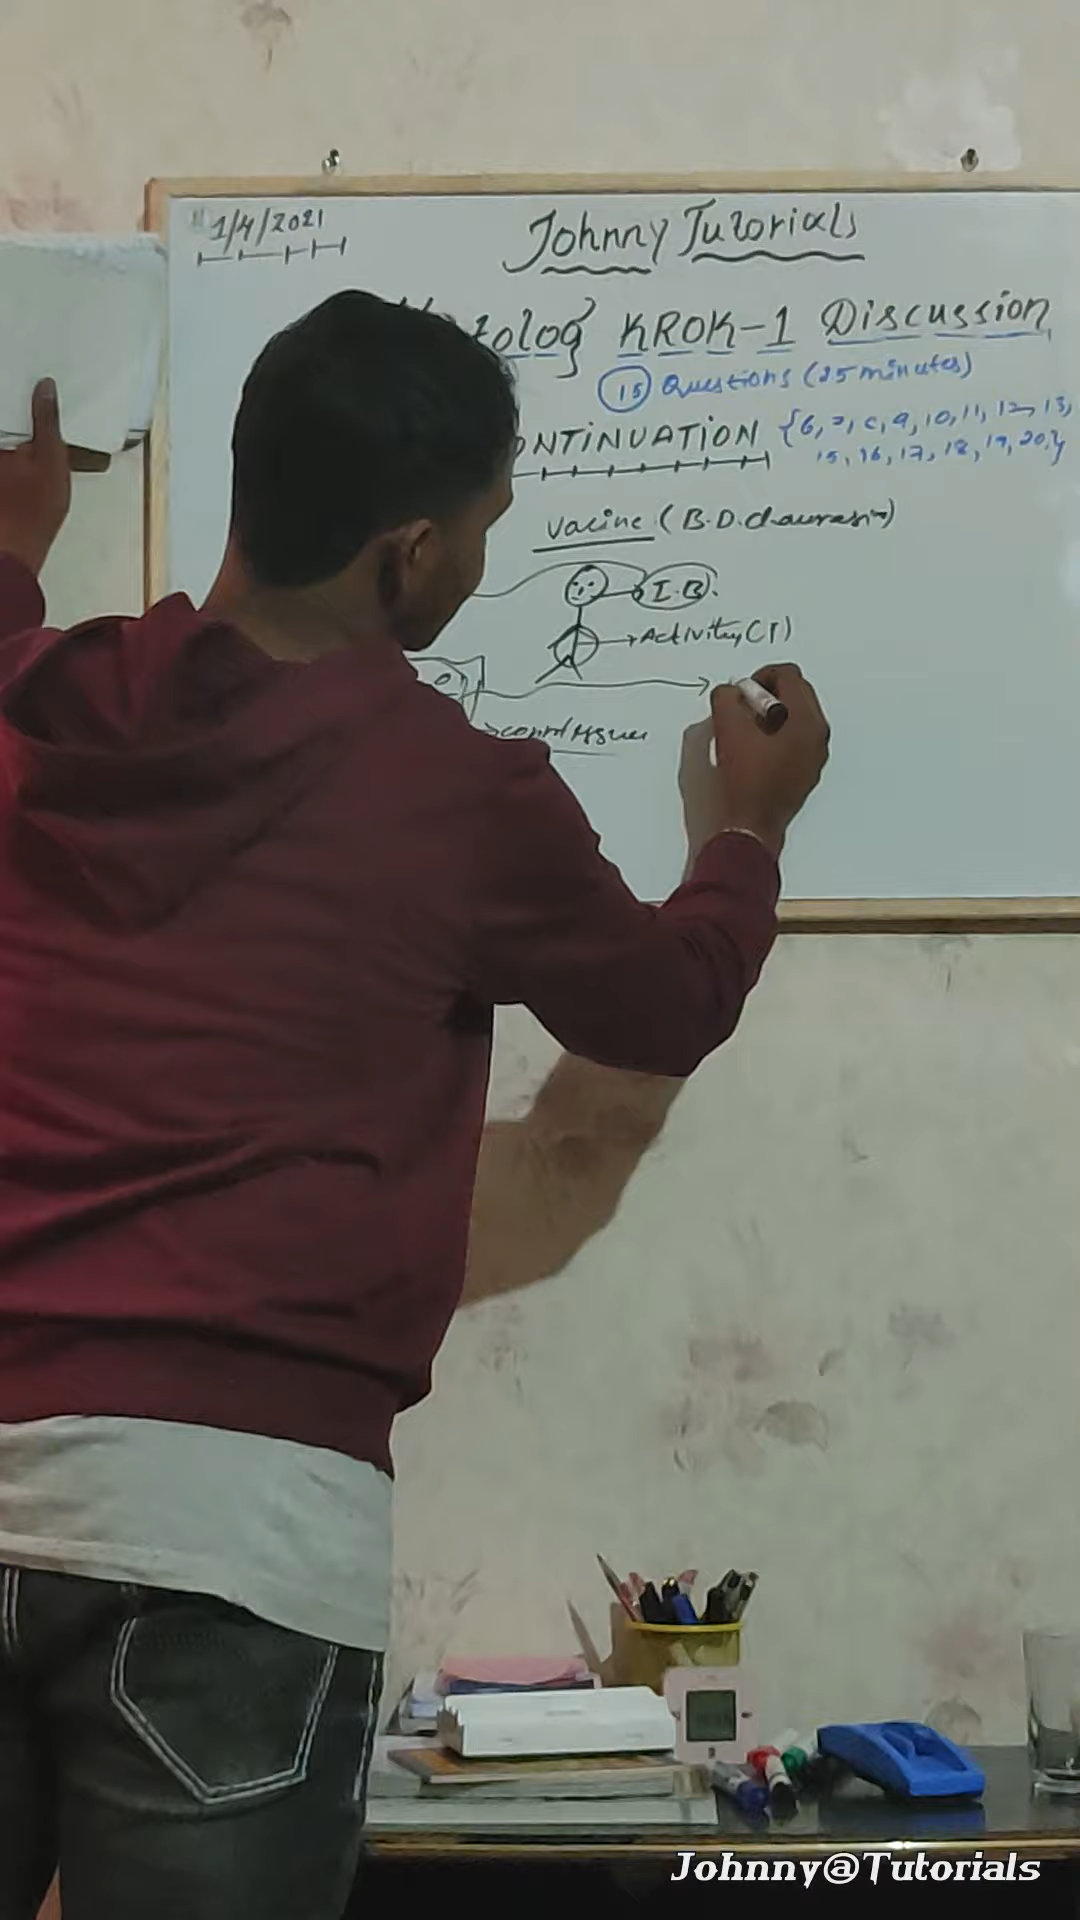 1/4/2021
Johnny Tutorials
KROK-1 Discussion
15 Questions (25 minutes)
ONTINUATION {6, 7, 8, 9, 10, 11, 12, 13,
15, 16, 17, 18, 19, 20,}
Vacine (B.D.chaurasia)
I.B.
Activity(↑)
Johnny@Tutorials